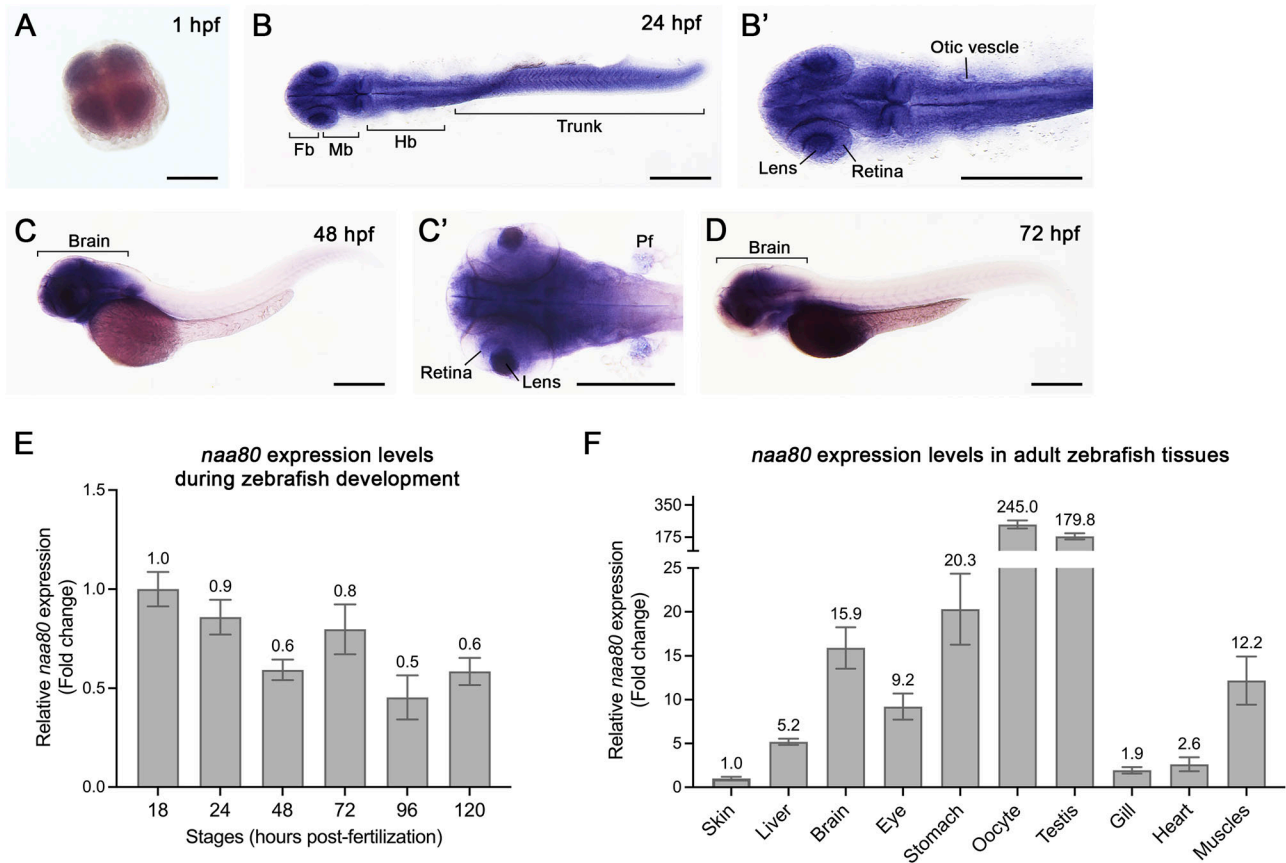 A
1 hpf
B
24 hpf
Fb
Mb
Hb
Trunk
B'
Otic vescle
Lens
Retina
C
48 hpf
Brain
C'
Pf
Retina
Lens
D
72 hpf
Brain
E
naa80 expression levels
during zebrafish development
Relative naa80 expression
(Fold change)
1.5
1.0
0.5
0.0
1.0
0.9
0.6
0.8
0.5
0.6
18
24
48
72
96
120
Stages (hours post-fertilization)
F
naa80 expression levels in adult zebrafish tissues
Relative naa80 expression
(Fold change)
350
175
25
20
15
10
5
0
1.0
5.2
15.9
9.2
20.3
245.0
179.8
1.9
2.6
12.2
Skin
Liver
Brain
Eye
Stomach
Oocyte
Testis
Gill
Heart
Muscles